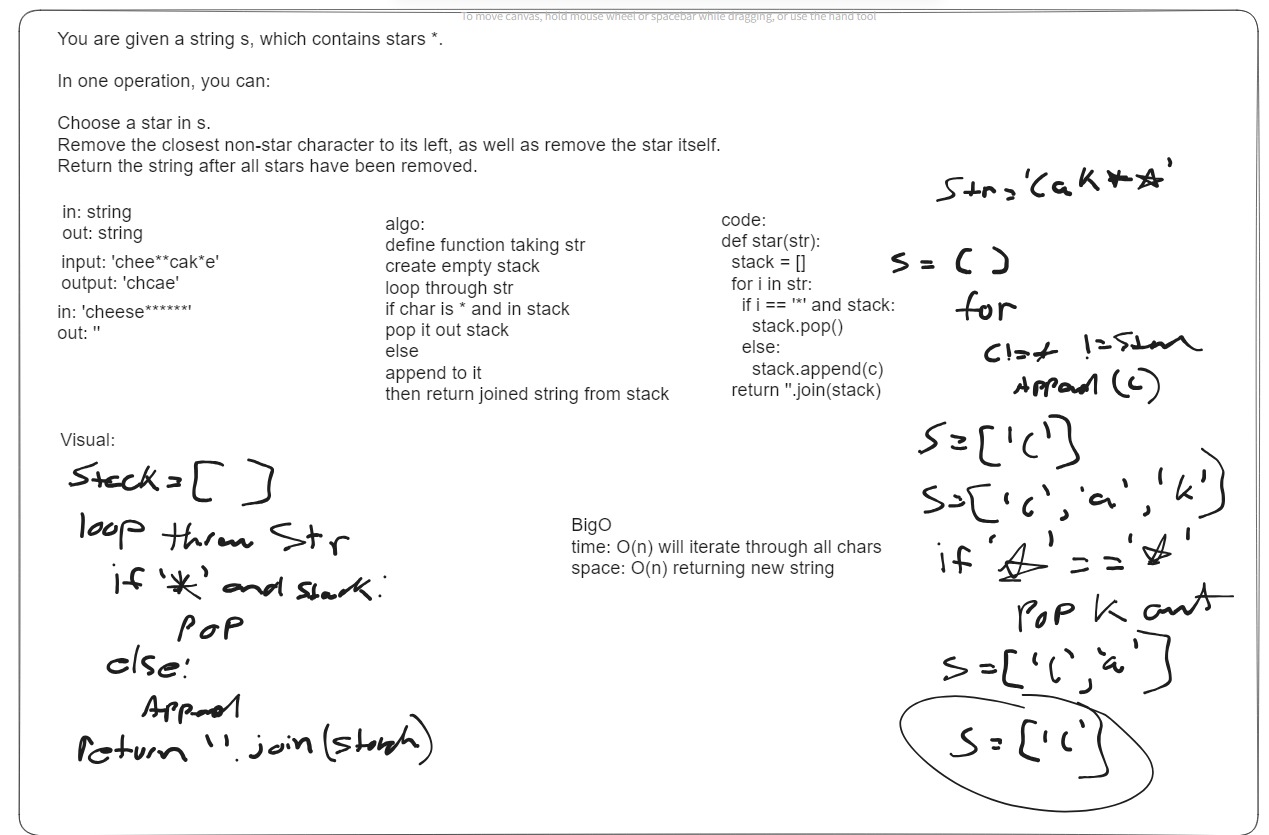 To move canvas, hold mouse wheel or spacebar while dragging, or use the hand tool
You are given a string s, which contains stars *.
In one operation, you can:
Choose a star in s.
Remove the closest non-star character to its left, as well as remove the star itself.
Return the string after all stars have been removed.
in: string
out: string
input: 'chee**cak*e'
output: 'chcae'
in: 'cheese******'
out: ''
algo:
define function taking str
create empty stack
loop through str
if char is * and in stack
pop it out stack
else
append to it
then return joined string from stack
code:
def star(str):
stack = []
for i in str:
if i == '*' and stack:
stack.pop()
else:
stack.append(c)
return ''.join(stack)
Visual:
Stack = [ ]
loop threw Str
if '*' and stack:
Pop
else:
Append
return ''.join(stack)
BigO
time: O(n) will iterate through all chars
space: O(n) returning new string
Str = 'Cak**'
S = [ ]
for
!= Star
Append (c)
S = ['c']
S = ['c', 'a', 'k']
if '*' == '*'
Pop K out
S = ['c', 'a']
S = ['c']